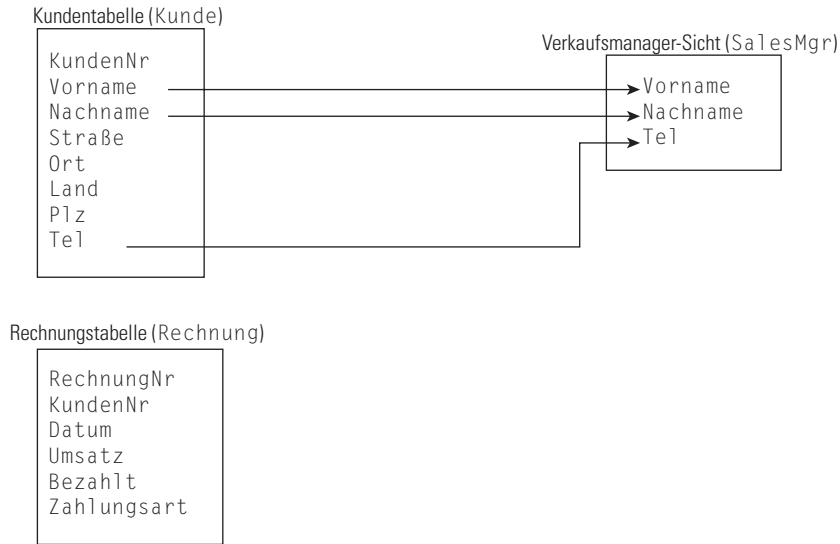 Kundentabelle (Kunde)
KundenNr
Vorname
Nachname
Straße
Ort
Land
Plz
Tel
Verkaufsmanager-Sicht (SalesMgr)
Vorname
Nachname
Tel
Rechnungstabelle (Rechnung)
RechnungNr
KundenNr
Datum
Umsatz
Bezahlt
Zahlungsart